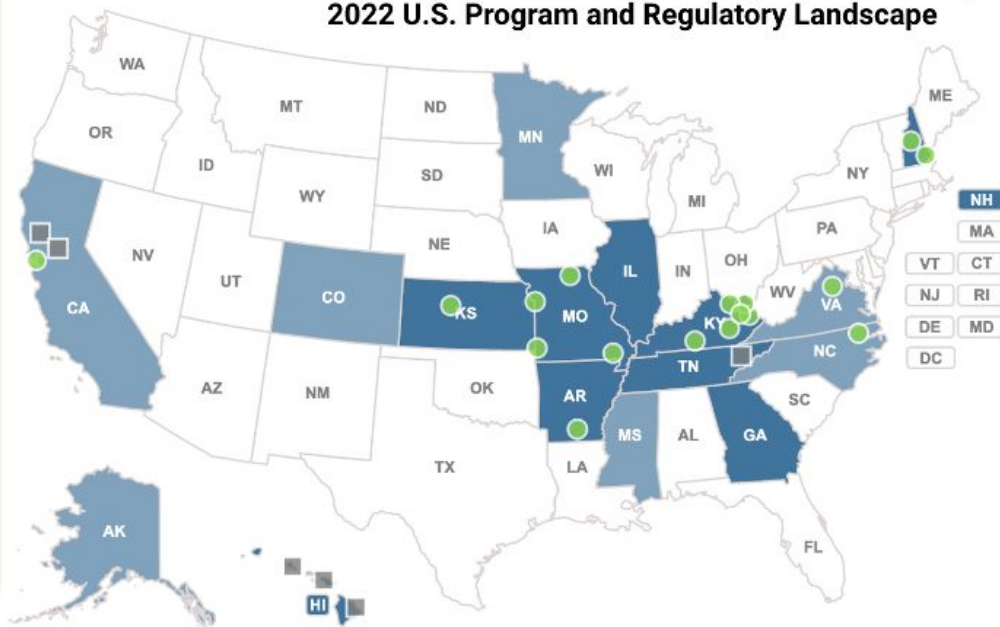 2022 U.S. Program and Regulatory Landscape
WA
MT
ND
MN
ME
OR
ID
SD
WI
NY
WY
MI
NH
IA
PA
MA
NE
NV
UT
IL
IN
OH
WV
VT
CT
CO
CA
KS
MO
KY
VA
NJ
RI
DE
MD
NC
DC
TN
AZ
NM
OK
AR
SC
MS
AL
GA
TX
LA
AK
FL
HI